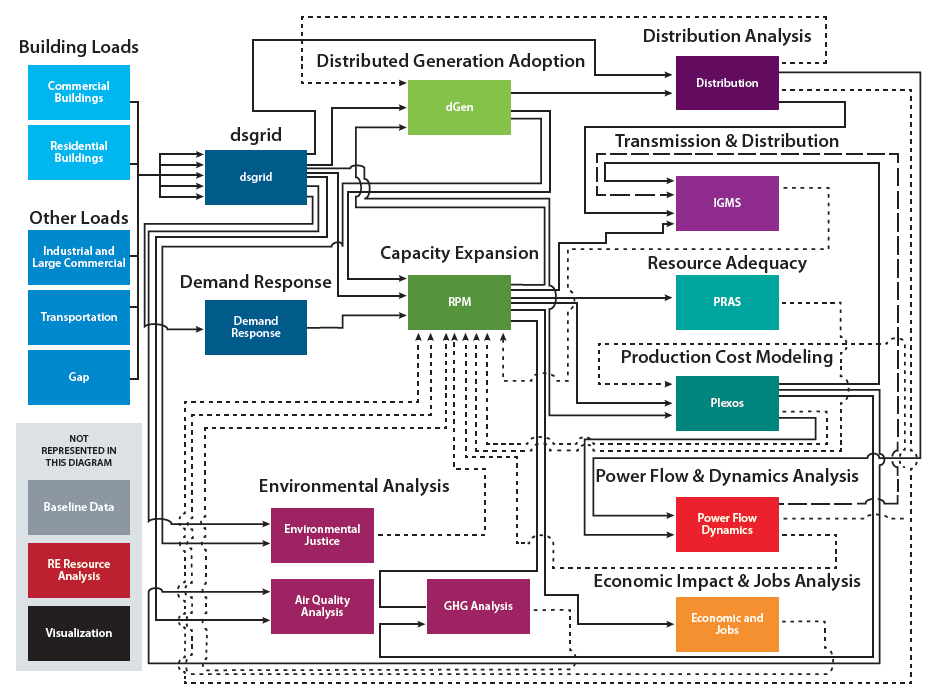 Building Loads
Commercial
Buildings
Residential
Buildings
Other Loads
Industrial and
Large Commercial
Transportation
Gap
NOT
REPRESENTED IN
THIS DIAGRAM
Baseline Data
RE Resource
Analysis
Visualization
dsgrid
dsgrid
Demand Response
Demand
Response
Distributed Generation Adoption
dGen
Capacity Expansion
RPM
Environmental Analysis
Environmental
Justice
Air Quality
Analysis
GHG Analysis
Distribution Analysis
Distribution
Transmission & Distribution
IGMS
Resource Adequacy
PRAS
Production Cost Modeling
Plexos
Power Flow & Dynamics Analysis
Power Flow
Dynamics
Economic Impact & Jobs Analysis
Economic and
Jobs